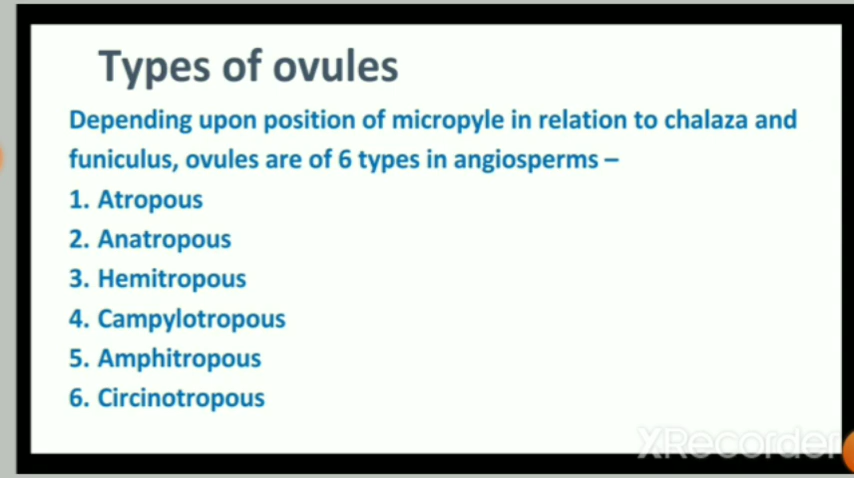 Types of ovules
Depending upon position of micropyle in relation to chalaza and
funiculus, ovules are of 6 types in angiosperms –
1. Atropous
2. Anatropous
3. Hemitropous
4. Campylotropous
5. Amphitropous
6. Circinotropous
XRecorder